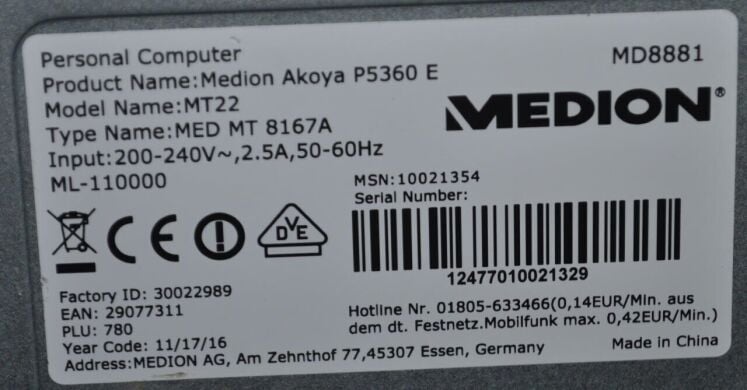 Personal Computer
MD8881
Product Name:Medion Akoya P5360 E
Model Name:MT22
MEDION®
Type Name:MED MT 8167A
Input:200-240V~,2.5A,50-60Hz
ML-110000
MSN:10021354
Serial Number:
CE
DVE
12477010021329
Factory ID: 30022989
EAN: 29077311
PLU: 780
Year Code: 11/17/16
Hotline Nr. 01805-633466(0,14EUR/Min. aus
dem dt. Festnetz.Mobilfunk max. 0,42EUR/Min.)
Address:MEDION AG, Am Zehnthof 77,45307 Essen, Germany
Made in China